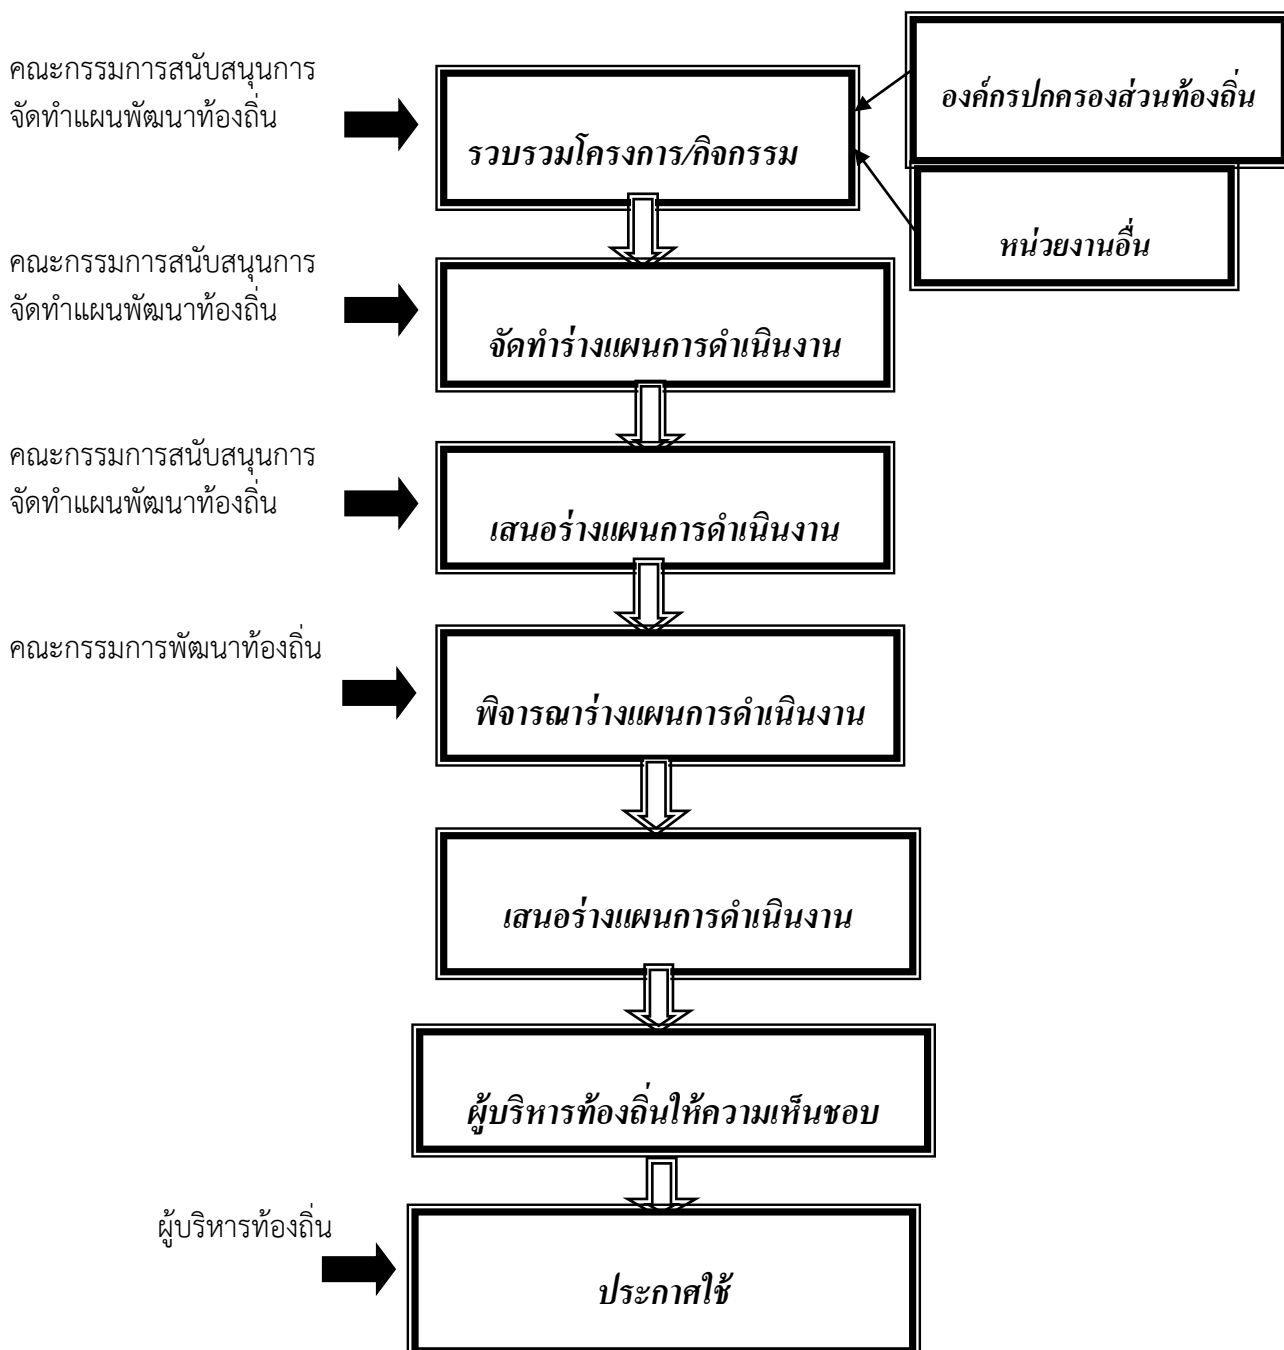 คณะกรรมการสนับสนุนการ
จัดทำแผนพัฒนาท้องถิ่น
รวบรวมโครงการ/กิจกรรม
องค์กรปกครองส่วนท้องถิ่น
หน่วยงานอื่น
คณะกรรมการสนับสนุนการ
จัดทำแผนพัฒนาท้องถิ่น
จัดทำร่างแผนการดำเนินงาน
คณะกรรมการสนับสนุนการ
จัดทำแผนพัฒนาท้องถิ่น
เสนอร่างแผนการดำเนินงาน
คณะกรรมการพัฒนาท้องถิ่น
พิจารณาร่างแผนการดำเนินงาน
เสนอร่างแผนการดำเนินงาน
ผู้บริหารท้องถิ่นให้ความเห็นชอบ
ผู้บริหารท้องถิ่น
ประกาศใช้